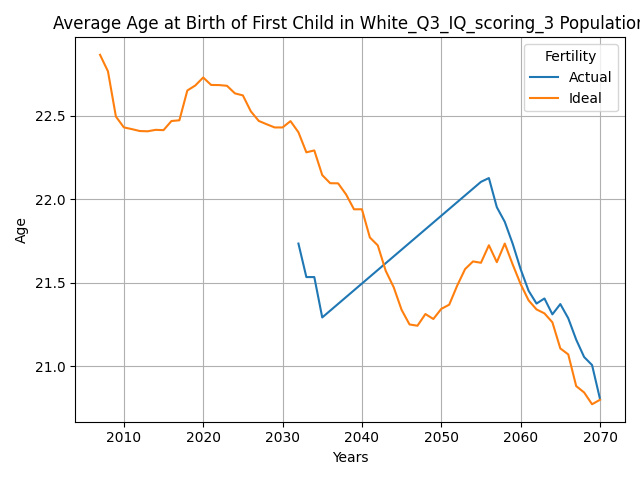 Average Age at Birth of First Child in White_Q3_IQ_scoring_3 Population
Fertility
Actual
Ideal
22.5
22.0
21.5
21.0
Age
2010 2020 2030 2040 2050 2060 2070
Years